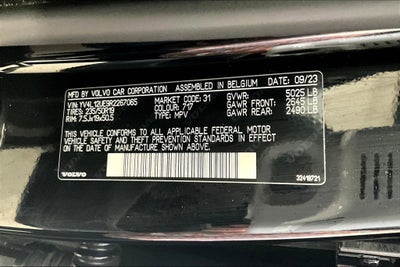 MFD BY VOLVO CAR CORPORATION ASSEMBLED IN BELGIUM 09/23
VIN: YV4L12UE9R2267065 MARKET CODE: 31 GVWR: 5025 LB
TIRES: 235/50R19 COLOUR: 717 GAWR FRONT: 2645 LB
RIM: 7.5Jx19x50.5 TYPE: MPV GAWR REAR: 2490 LB
THIS VEHICLE CONFORMS TO ALL APPLICABLE FEDERAL MOTOR
VEHICLE SAFETY AND THEFT PREVENTION STANDARDS IN EFFECT
ON THE DATE OF MANUFACTURE SHOWN ABOVE.
VOLVO 32419721